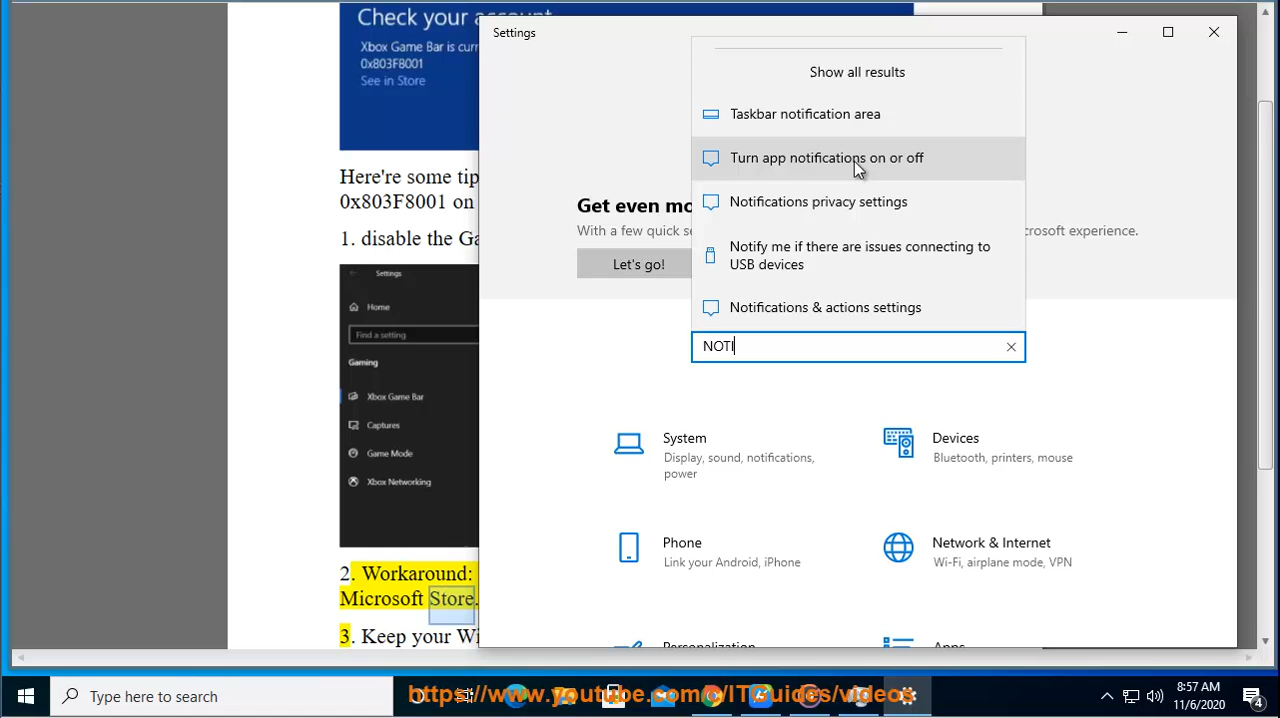 Check your account
Xbox Game Bar is curr
0x803F8001
See in Store
Here're some tip
0x803F8001 on
1. disable the Ga
Settings
Home
Find a setting
Gaming
Xbox Game Bar
Captures
Game Mode
Xbox Networking
2. Workaround:
Microsoft Store.
3. Keep your Wi
Settings
Show all results
Taskbar notification area
Turn app notifications on or off
Notifications privacy settings
Notify me if there are issues connecting to
USB devices
Notifications & actions settings
NOTI
Get even mo
With a few quick se
crosoft experience.
Let's go!
System
Display, sound, notifications,
power
Devices
Bluetooth, printers, mouse
Phone
Link your Android, iPhone
Network & Internet
Wi-Fi, airplane mode, VPN
Personalization
Apps
Type here to search
https://www.youtube.com/c/ITGuides/videos
8:57 AM
11/6/2020
4